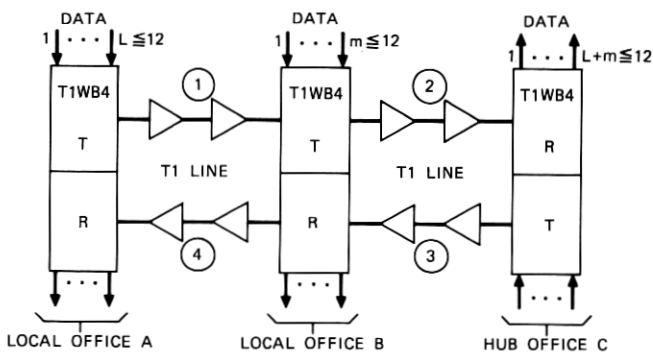 DATA DATA DATA
1 ... L ≦12 1 ... m≦12 1 ... L+m≦12
1 2
T1WB4 T1WB4 T1WB4
T T R
T1 LINE T1 LINE
R R T
4 3
... ... ...
LOCAL OFFICE A LOCAL OFFICE B HUB OFFICE C